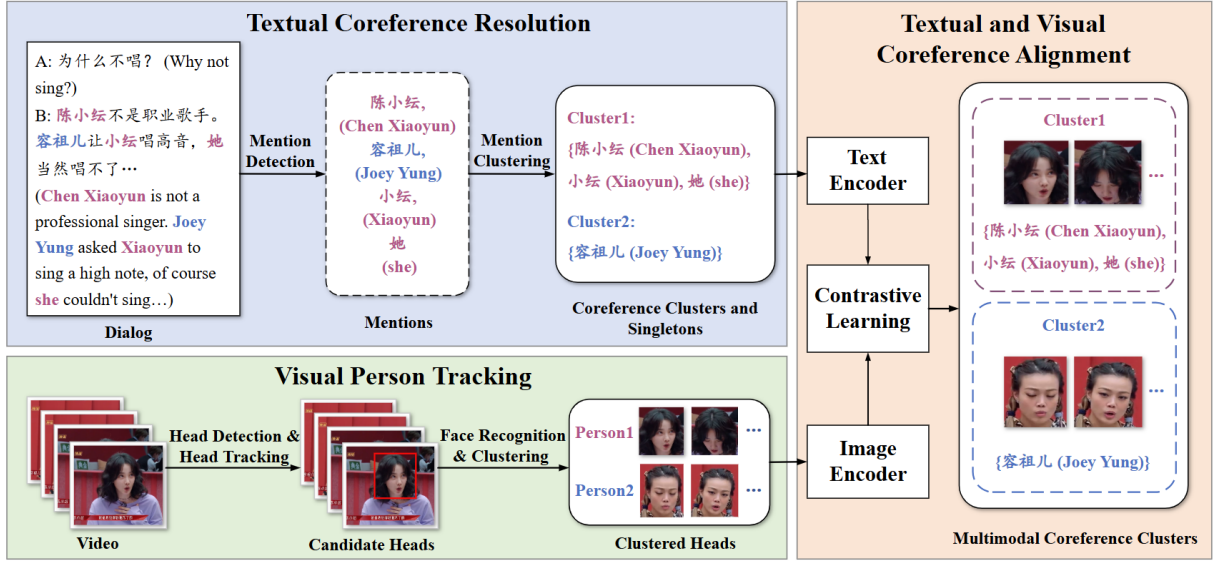 Textual Coreference Resolution
A: 为什么不唱？ (Why not
sing?)
B: 陈小纭不是职业歌手。
容祖儿让小纭唱高音，她
当然唱不了…
(Chen Xiaoyun is not a
professional singer. Joey
Yung asked Xiaoyun to
sing a high note, of course
she couldn't sing…)
Dialog
Mention
Detection
陈小纭,
(Chen Xiaoyun)
容祖儿,
(Joey Yung)
小纭,
(Xiaoyun)
她
(she)
Mentions
Mention
Clustering
Cluster1:
{陈小纭 (Chen Xiaoyun),
小纭 (Xiaoyun), 她 (she)}
Cluster2:
{容祖儿 (Joey Yung)}
Coreference Clusters and
Singletons
Visual Person Tracking
Video
Head Detection &
Head Tracking
Candidate Heads
Face Recognition
& Clustering
Person1
...
Person2
...
Clustered Heads
Textual and Visual
Coreference Alignment
Text
Encoder
Contrastive
Learning
Image
Encoder
Cluster1
...
{陈小纭 (Chen Xiaoyun),
小纭 (Xiaoyun), 她 (she)}
Cluster2
...
{容祖儿 (Joey Yung)}
Multimodal Coreference Clusters